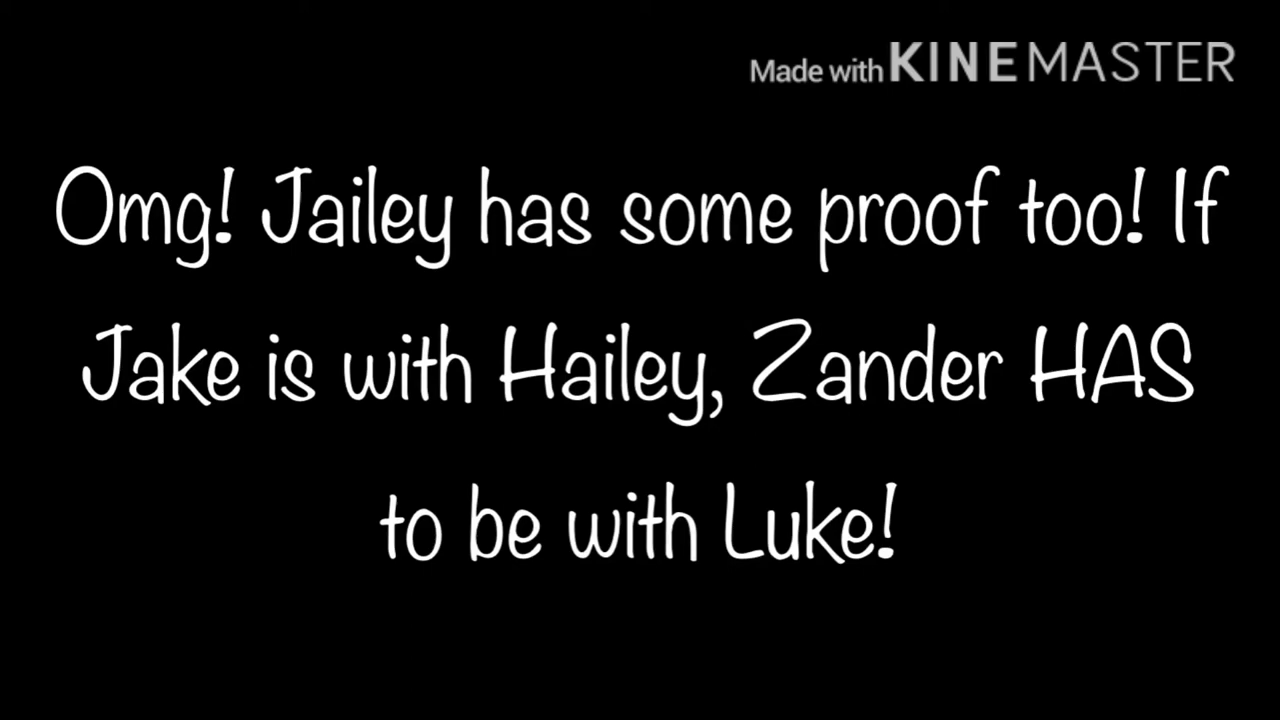 Made with KINEMASTER
Omg! Jailey has some proof too! If
Jake is with Hailey, Zander HAS
to be with Luke!